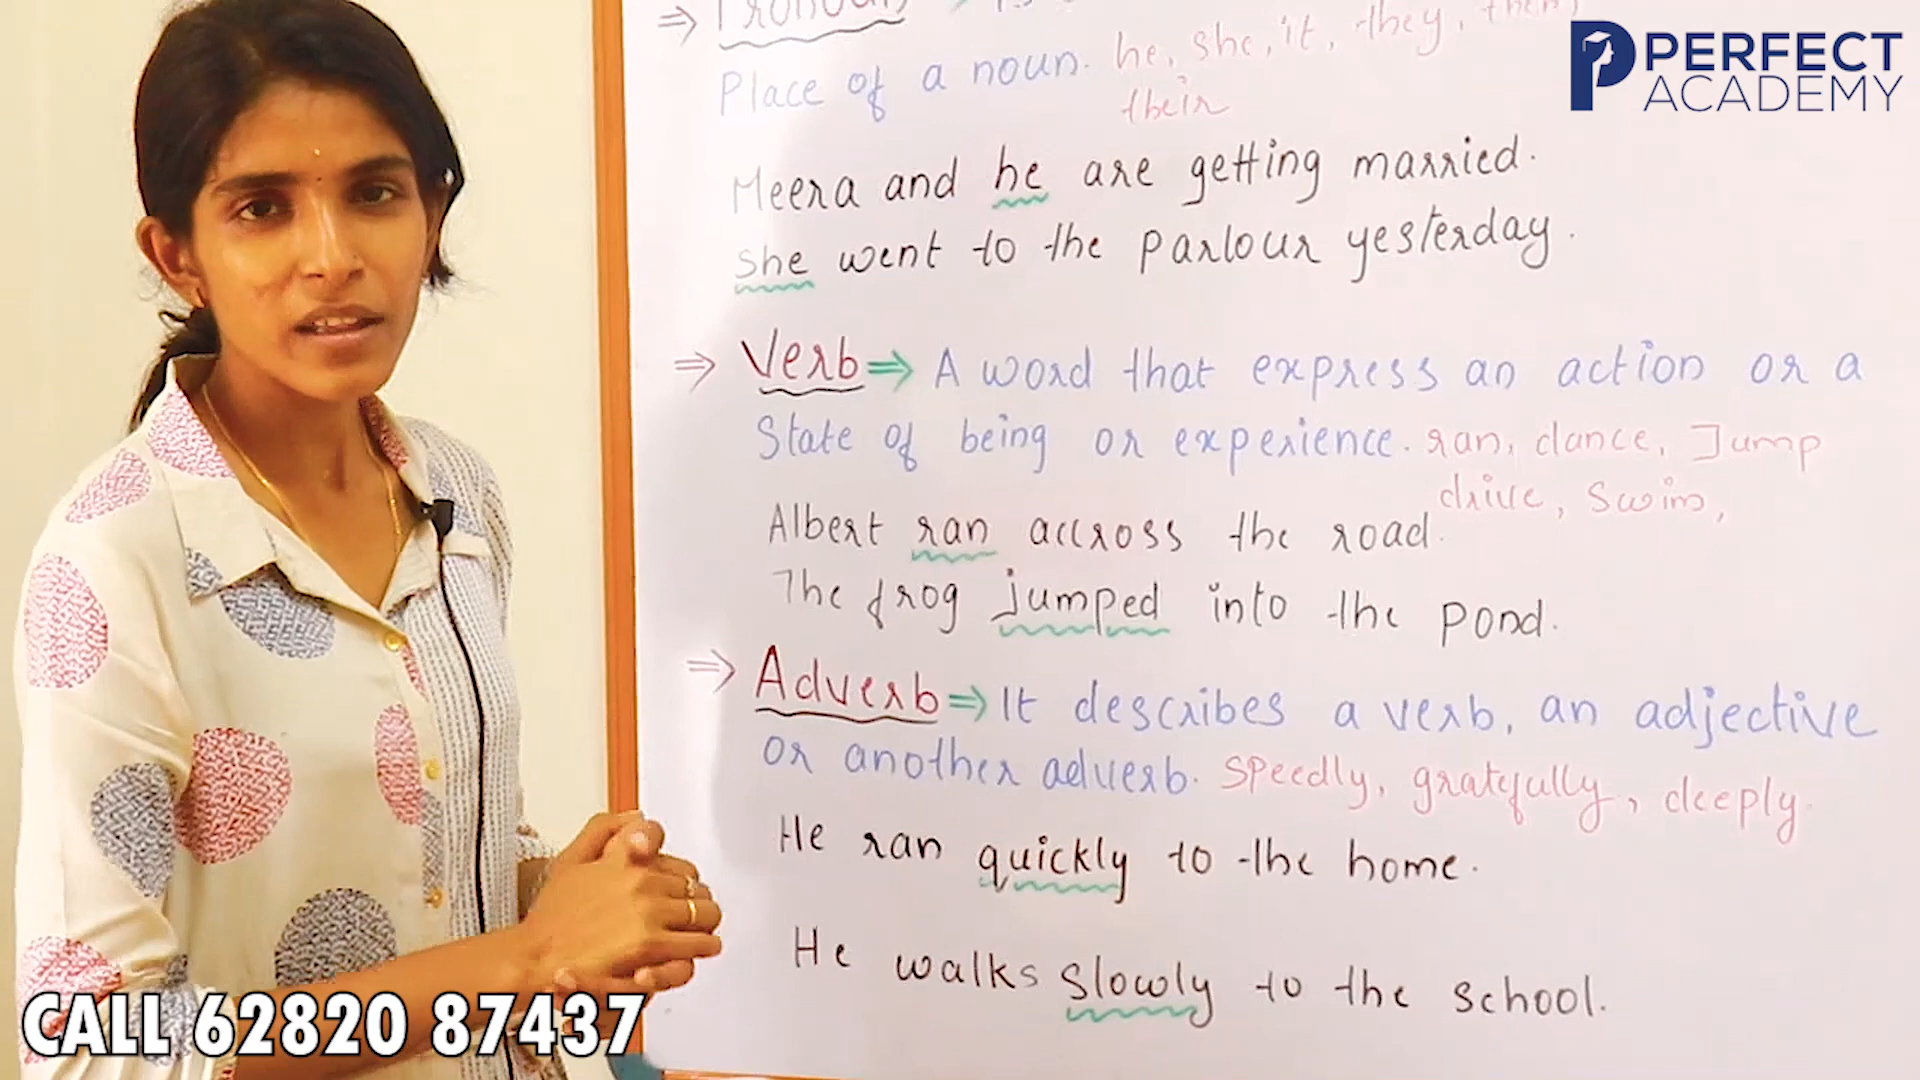 ⇒ Pronoun
Place of a noun. he, she, it, they, them,
their
Meera and he are getting married.
She went to the parlour yesterday.
⇒ Verb ⇒ A word that express an action or a
State of being or experience. ran, dance, Jump
drive, swim,
Albert ran accross the road.
The frog jumped into the pond.
⇒ Adverb ⇒ It describes a verb, an adjective
or another adverb. speedly, gratefully, deeply.
He ran quickly to the home.
He walks slowly to the school.
PERFECT
ACADEMY
CALL 62820 87437